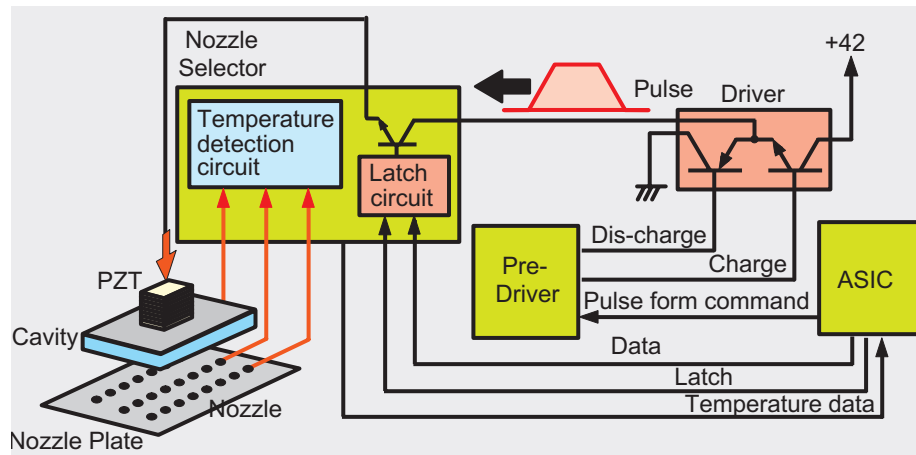 Nozzle
Selector
Temperature
detection
circuit
Latch
circuit
Pulse
Driver
+42
Pre-
Driver
Dis-charge
Charge
Pulse form command
ASIC
Data
Latch
Temperature data
PZT
Cavity
Nozzle
Nozzle Plate